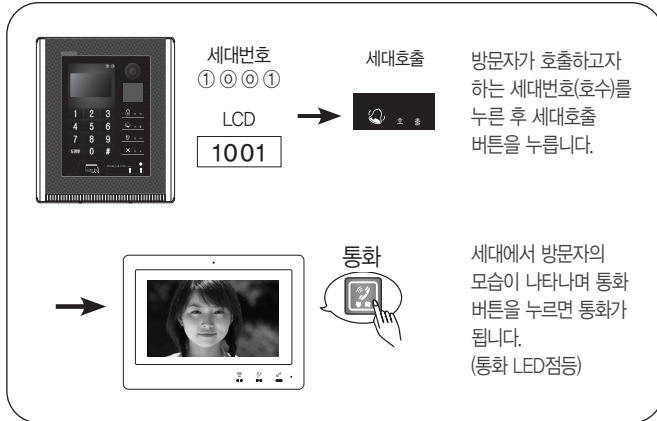 세대번호
①⓪⓪①
LCD
1001
세대호출
호 출
방문자가 호출하고자
하는 세대번호(호수)를
누른 후 세대호출
버튼을 누릅니다.
1 2 3
4 5 6
7 8 9
0 #
통화
세대에서 방문자의
모습이 나타나며 통화
버튼을 누르면 통화가
됩니다.
(통화 LED점등)